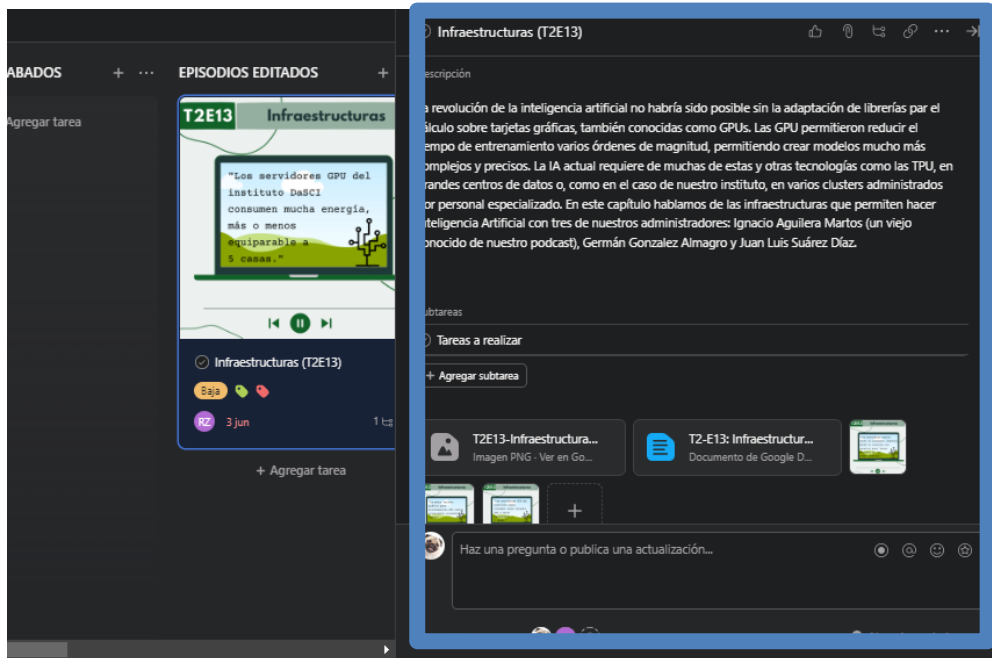 ABADOS + ...
Agregar tarea
EPISODIOS EDITADOS +
T2E13 Infraestructuras
"Los servidores GPU del
instituto DaSCI
consumen mucha energía,
más o menos
equiparable a
5 casas."
Infraestructuras (T2E13)
Baja
RZ 3 jun 1
+ Agregar tarea
Infraestructuras (T2E13)
escripción
a revolución de la inteligencia artificial no habría sido posible sin la adaptación de librerías par el
álculo sobre tarjetas gráficas, también conocidas como GPUs. Las GPU permitieron reducir el
empo de entrenamiento varios órdenes de magnitud, permitiendo crear modelos mucho más
omplejos y precisos. La IA actual requiere de muchas de estas y otras tecnologías como las TPU, en
randes centros de datos o, como en el caso de nuestro instituto, en varios clusters administrados
or personal especializado. En este capítulo hablamos de las infraestructuras que permiten hacer
nteligencia Artificial con tres de nuestros administradores: Ignacio Aguilera Martos (un viejo
onocido de nuestro podcast), Germán Gonzalez Almagro y Juan Luis Suárez Díaz.
ubtareas
Tareas a realizar
+ Agregar subtarea
T2E13-Infraestructura...
Imagen PNG · Ver en Go...
T2-E13: Infraestructur...
Documento de Google D...
+
Haz una pregunta o publica una actualización...